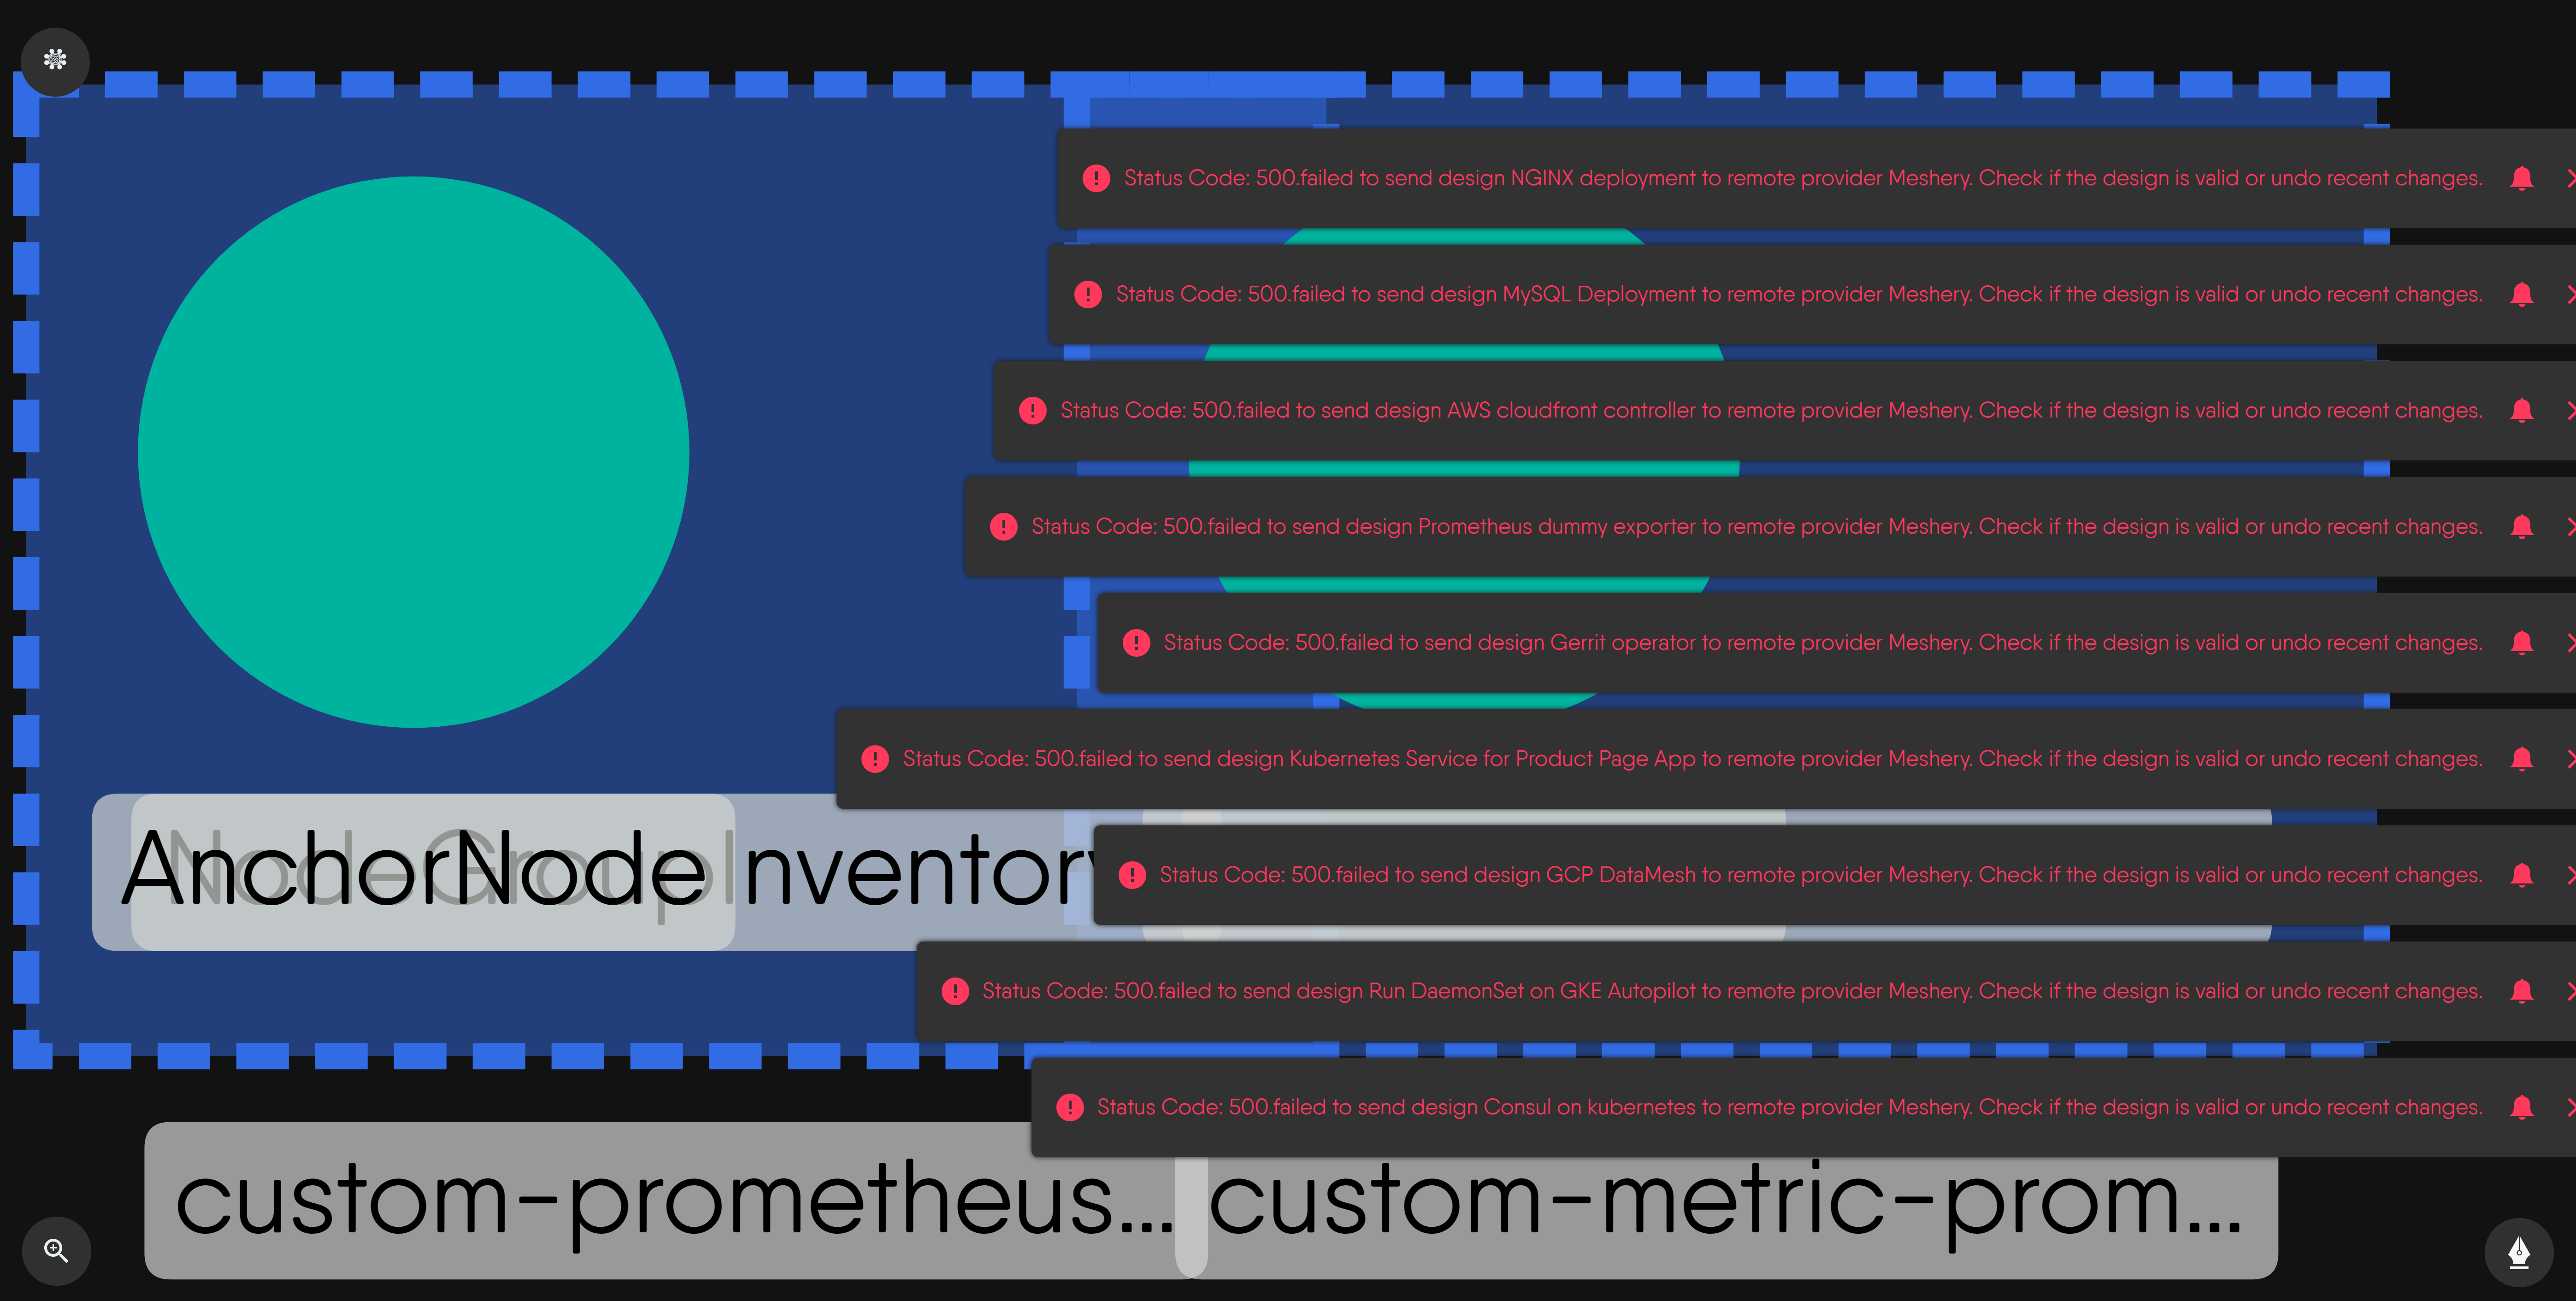 Status Code: 500.failed to send design NGINX deployment to remote provider Meshery. Check if the design is valid or undo recent changes.
Status Code: 500.failed to send design MySQL Deployment to remote provider Meshery. Check if the design is valid or undo recent changes.
Status Code: 500.failed to send design AWS cloudfront controller to remote provider Meshery. Check if the design is valid or undo recent changes.
Status Code: 500.failed to send design Prometheus dummy exporter to remote provider Meshery. Check if the design is valid or undo recent changes.
Status Code: 500.failed to send design Gerrit operator to remote provider Meshery. Check if the design is valid or undo recent changes.
Status Code: 500.failed to send design Kubernetes Service for Product Page App to remote provider Meshery. Check if the design is valid or undo recent changes.
AnchorNode
Status Code: 500.failed to send design GCP DataMesh to remote provider Meshery. Check if the design is valid or undo recent changes.
Status Code: 500.failed to send design Run DaemonSet on GKE Autopilot to remote provider Meshery. Check if the design is valid or undo recent changes.
Status Code: 500.failed to send design Consul on kubernetes to remote provider Meshery. Check if the design is valid or undo recent changes.
custom-prometheus... custom-metric-prom...